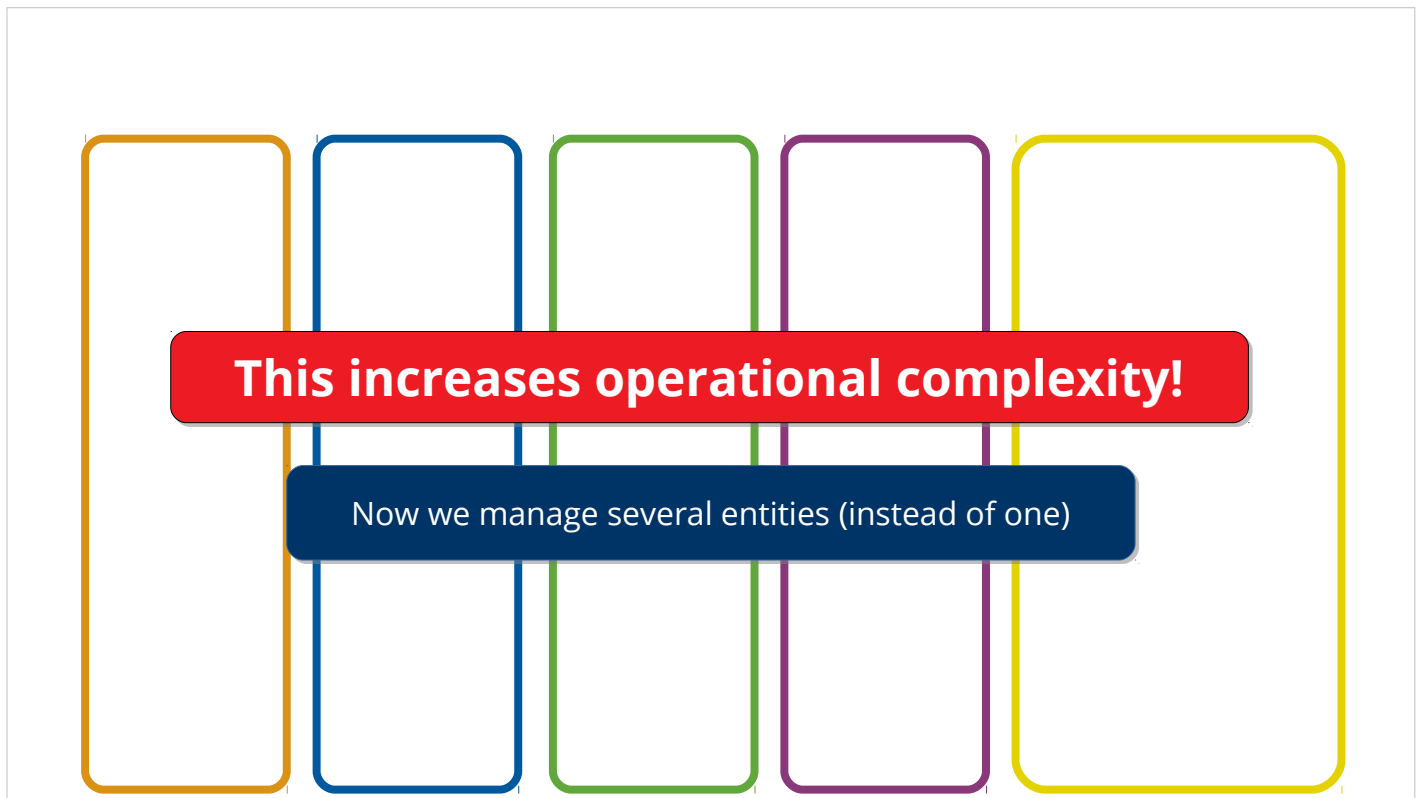 This increases operational complexity!
Now we manage several entities (instead of one)